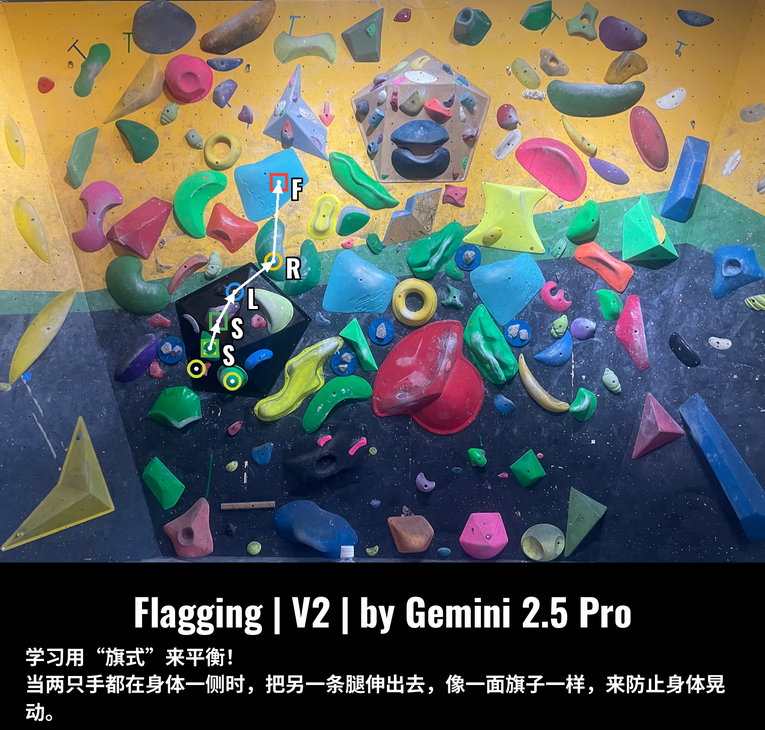 F
R
L
S
S
Flagging | V2 | by Gemini 2.5 Pro
学习用“旗式”来平衡！
当两只手都在身体一侧时，把另一条腿伸出去，像一面旗子一样，来防止身体晃
动。